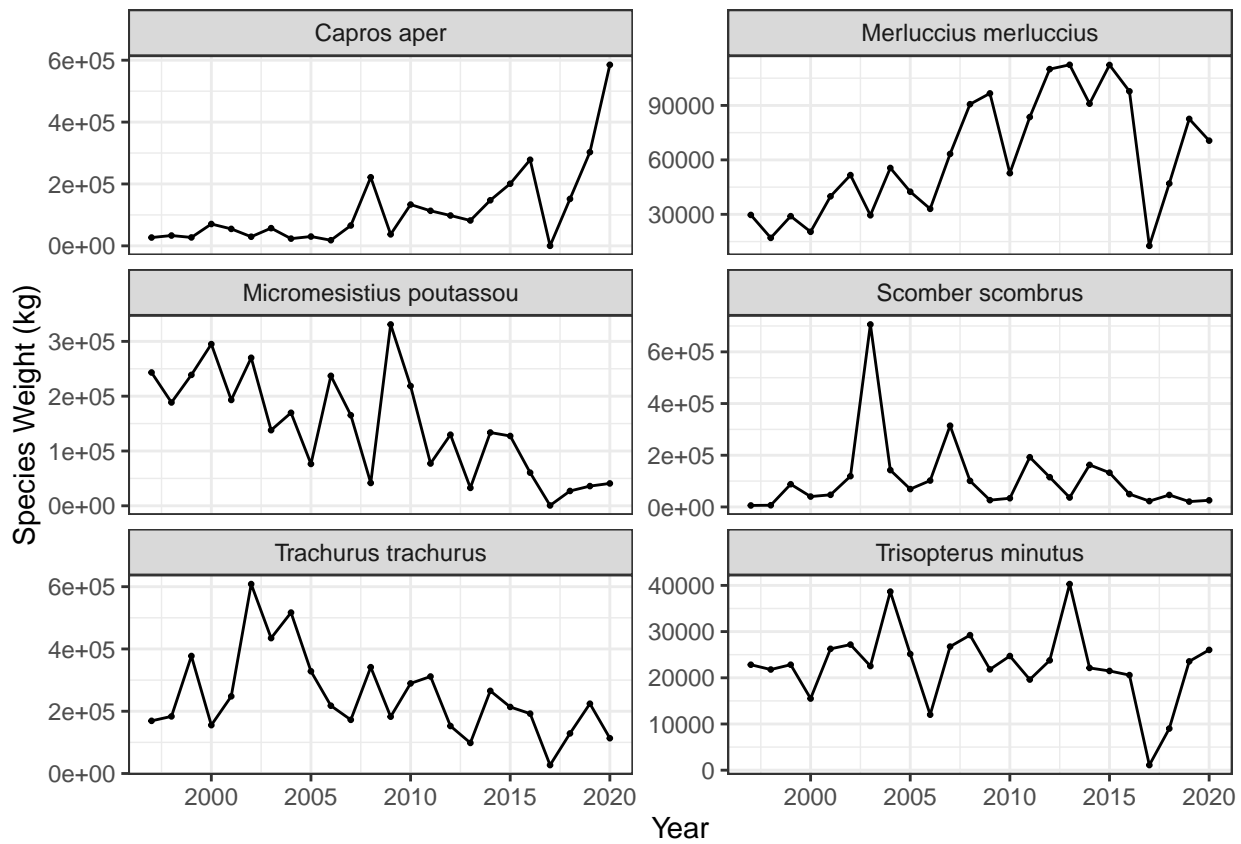 Capros aper
Merluccius merluccius
6e+05
4e+05
2e+05
0e+00
90000
60000
30000
Micromesistius poutassou
Scomber scombrus
3e+05
2e+05
1e+05
0e+00
6e+05
4e+05
2e+05
0e+00
Species Weight (kg)
Trachurus trachurus
Trisopterus minutus
6e+05
4e+05
2e+05
0e+00
40000
30000
20000
10000
0
2000 2005 2010 2015 2020
2000 2005 2010 2015 2020
Year